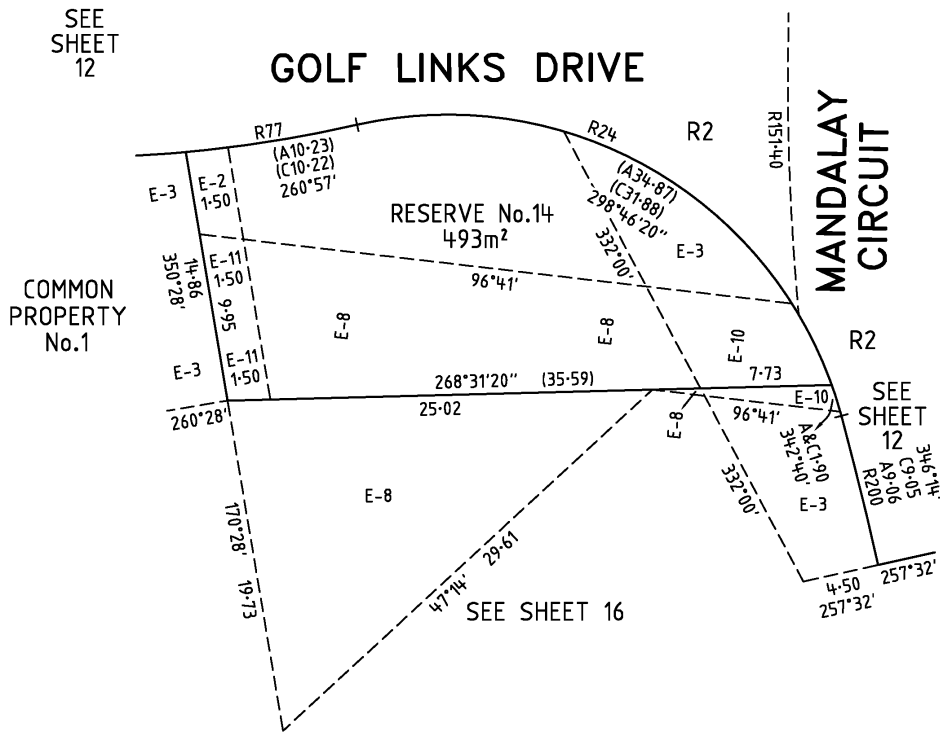 SEE
SHEET
12
GOLF LINKS DRIVE
R77
(A10·23)
(C10·22)
260°57'
R24
(A34·87)
(C31·88)
298°46'20"
R2
R151·40
MANDALAY
CIRCUIT
E-3
E-2
1·50
RESERVE No.14
493m²
332°00'
E-3
14·86
350°28'
E-11
1·50
96°41'
COMMON
PROPERTY
No.1
9·95
E-8
E-8
E-10
R2
E-3
E-11
1·50
268°31'20" (35·59)
7·73
260°28'
25·02
E-8
96°41'
E-10
SEE
SHEET
12
A&C1·90
342°40'
346°14'
C9·05
A9·06
R200
E-8
332°00'
E-3
170°28' 19·73
47°14' 29·61
SEE SHEET 16
4·50
257°32'
257°32'